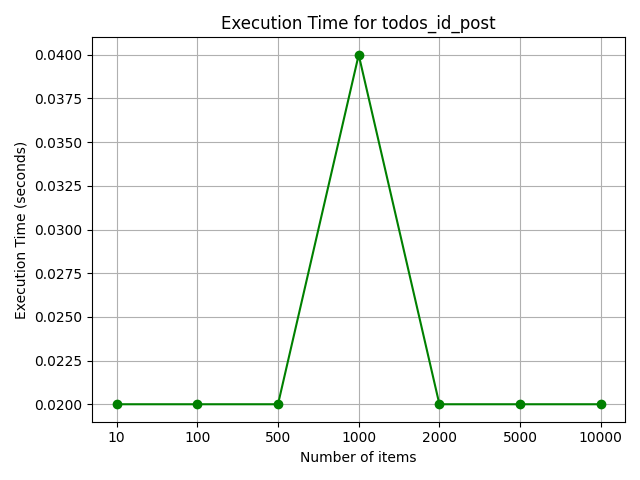 Execution Time for todos_id_post
Execution Time (seconds)
0.0400
0.0375
0.0350
0.0325
0.0300
0.0275
0.0250
0.0225
0.0200
10 100 500 1000 2000 5000 10000
Number of items